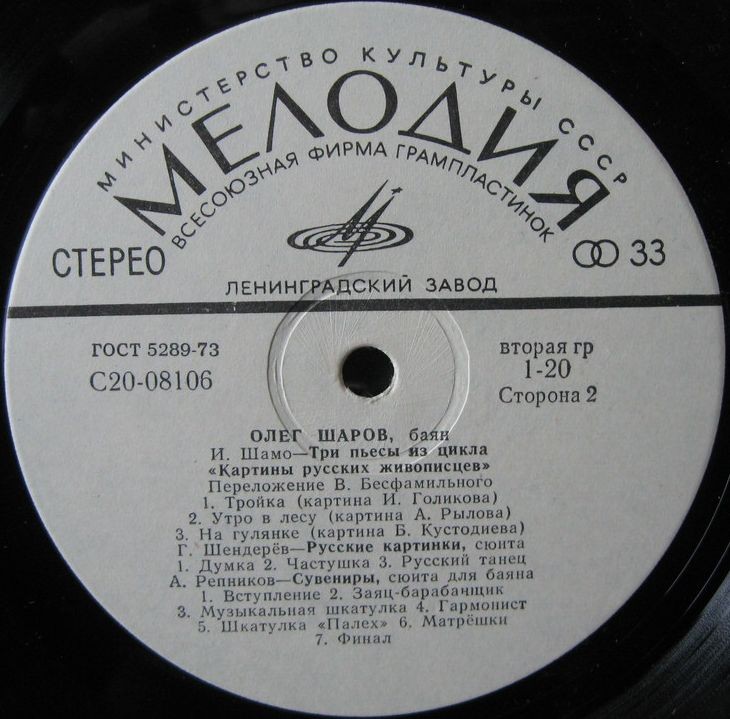 МИНИСТЕРСТВО КУЛЬТУРЫ СССР
МЕЛОДИЯ
ВСЕСОЮЗНАЯ ФИРМА ГРАМПЛАСТИНОК
СТЕРЕО
33
ЛЕНИНГРАДСКИЙ ЗАВОД
ГОСТ 5289-73
С20-08106
вторая гр
1-20
Сторона 2
ОЛЕГ ШАРОВ, баян
И. Шамо—Три пьесы из цикла
«Картины русских живописцев»
Переложение В. Бесфамильного
1. Тройка (картина И. Голикова)
2. Утро в лесу (картина А. Рылова)
3. На гулянке (картина Б. Кустодиева)
Г. Шендерёв—Русские картинки, сюита
1. Думка 2. Частушка 3. Русский танец
А. Репников—Сувениры, сюита для баяна
1. Вступление 2. Заяц-барабанщик
3. Музыкальная шкатулка 4. Гармонист
5. Шкатулка «Палех» 6. Матрёшки
7. Финал